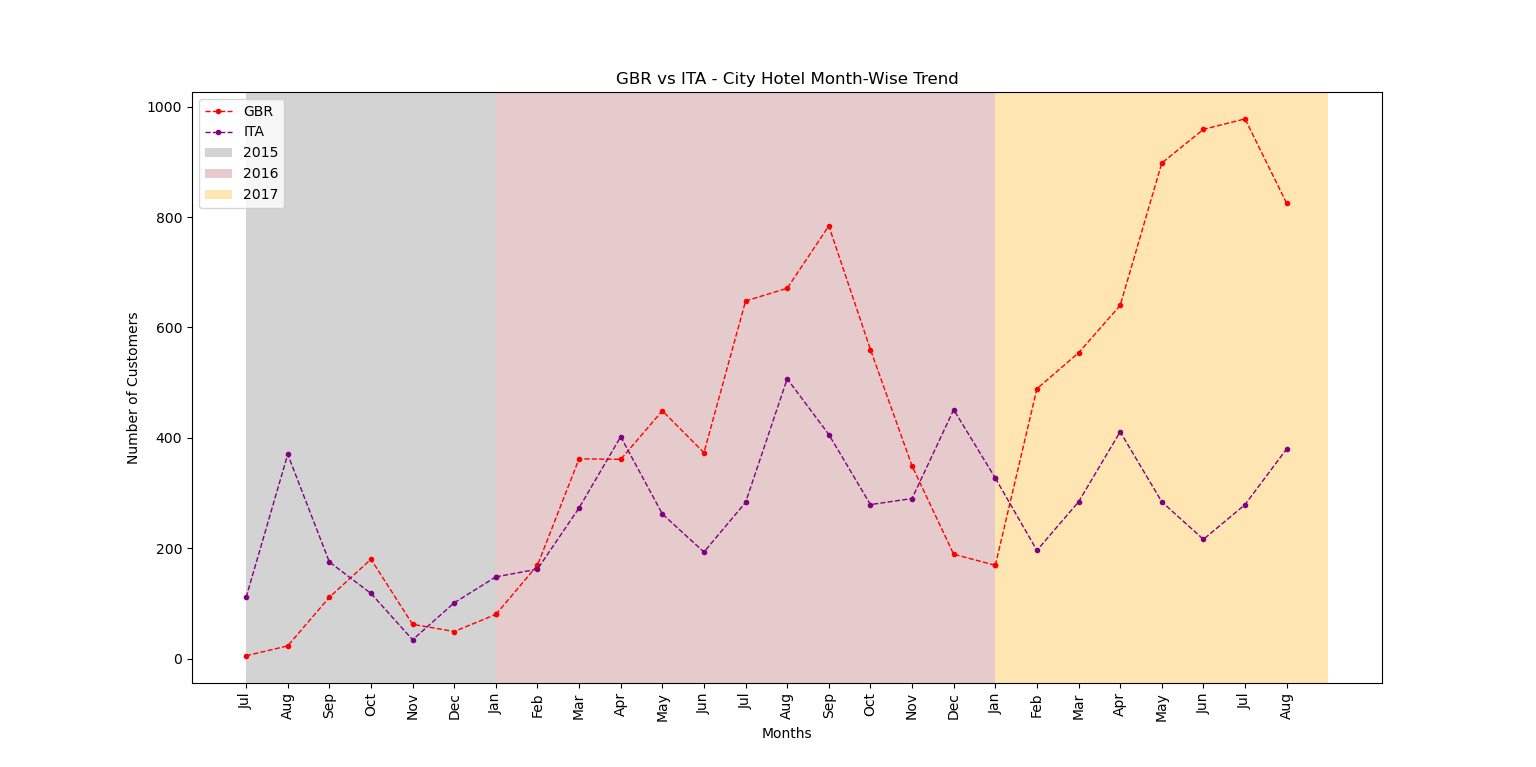 GBR vs ITA - City Hotel Month-Wise Trend
GBR
ITA
2015
2016
2017
1000
800
600
400
200
0
Number of Customers
Jul
Aug
Sep
Oct
Nov
Dec
Jan
Feb
Mar
Apr
May
Jun
Jul
Aug
Sep
Oct
Nov
Dec
Jan
Feb
Mar
Apr
May
Jun
Jul
Aug
Months